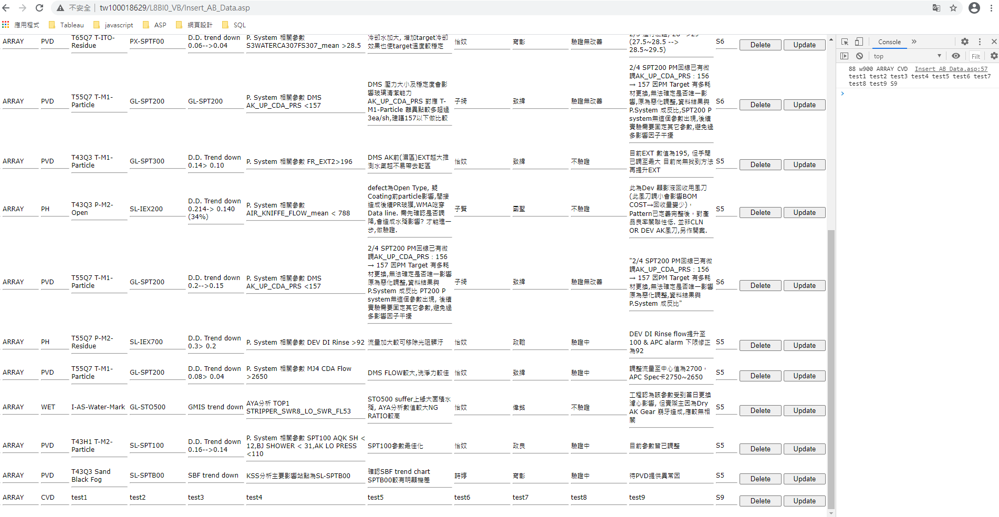 不安全 tw100018629/L8BI0_VB/Insert_AB_Data.asp
應用程式 Tableau javascript ASP 網頁設計 SQL
Console »
top Filt
88 w900 ARRAY CVD Insert AB Data.asp:57
test1 test2 test3 test4 test5 test6 test7
test8 test9 S9
ARRAY
PVD
T65Q7 T-ITO-
Residue
PX-SPTF00
D.D. trend down
0.06-->0.04
P. System 相關參數
S3WATERCA307FS307_mean >28.5
冷卻水加大, 增加target冷卻
效果也使target溫度較穩定
怡妏
育彰
驗證無改善
(27.5~28.5 -->
28.5~29.5)
S6
Delete Update
ARRAY
PVD
T55Q7 T-M1-
Particle
GL-SPT200
GL-SPT200
P. System 相關參數 DMS
AK_UP_CDA_PRS <157
DMS 壓力大小及穩定度會影
響玻璃清潔能力
AK_UP_CDA_PRS 對應 T-
M1-Particle 離異點較多超過
3ea/sh,建議157以下做比較
子綺
致緯
驗證無改善
2/4 SPT200 PM回線已有微
調AK_UP_CDA_PRS : 156
→ 157 因PM Target 有多耗
材更換,無法確定是否唯一影
響,原為惡化調整,資料結果與
P.System 成反比,SPT200 P
system無這個參數出現,後續
實驗需要固定其它參數,避免過
多影響因子干擾
S6
Delete Update
ARRAY
PVD
T43Q3 T-M1-
Particle
GL-SPT300
D.D. Trend down
0.14> 0.10
P. System 相關參數 FR_EXT2>196
DMS AK前(濕區)EXT越大推
測水氣越不易帶去乾區
怡妏
致緯
不驗證
目前EXT 數值為195, 但手閥
已調至最大 目前尚無找到方法
再提升EXT
S5
Delete Update
ARRAY
PH
T43Q3 P-M2-
Open
SL-IEX200
D.D. Trend down
0.214-> 0.140
(34%)
P. System 相關參數
AIR_KNIFFE_FLOW_mean < 788
defect為Open Type, 疑
Coating前particle影響,間接
造成後續PR破膜,WMA吃穿
Data line. 需先確認是否調
降,會造成水殘影響? 才能進一
步,做驗證.
子賢
國聖
不驗證
此為Dev 顯影液回收用風刀
(此風刀調小會影響BOM
COST→回收量變少)，
Pattern已定義完整後，對產
品良率關聯性低. 並非CLN
OR DEV AK風刀,另作開案.
S5
Delete Update
ARRAY
PVD
T55Q7 T-M1-
Particle
GL-SPT200
D.D. trend down
0.2-->0.15
P. System 相關參數 DMS
AK_UP_CDA_PRS <157
2/4 SPT200 PM回線已有微
調AK_UP_CDA_PRS : 156
→ 157 因PM Target 有多耗
材更換,無法確定是否唯一影響
原為惡化調整,資料結果與
P.System 成反比 PT200 P
system無這個參數出現, 後續
實驗需要固定其它參數,避免過
多影響因子干擾
子綺
致緯
驗證無改善
"2/4 SPT200 PM回線已有微
調AK_UP_CDA_PRS : 156
→ 157 因PM Target 有多耗
材更換,無法確定是否唯一影響
原為惡化調整,資料結果與
P.System 成反比"
S6
Delete Update
ARRAY
PH
T55Q7 P-M2-
Residue
SL-IEX700
D.D. Trend down
0.3> 0.2
P. System 相關參數 DEV DI Rinse >92
流量加大較可移除光阻髒汙
怡妏
政翰
驗證中
DEV DI Rinse flow提升至
100 & APC alarm 下限修正
為92
S5
Delete Update
ARRAY
PVD
T55Q7 T-M1-
Particle
GL-SPT200
D.D. Trend down
0.08> 0.04
P. System 相關參數 MJ4 CDA Flow
>2650
DMS FLOW較大,洗淨力較佳
怡妏
致緯
驗證中
調整流量至中心值為2700，
APC Spec卡2750~2650
S5
Delete Update
ARRAY
WET
I-AS-Water-Mark
GL-STO500
GMIS trend down
AYA分析 TOP1
STRIPPER_SWR8_LO_SWR_FL53
STO500 suffer上緣大面積水
殘, AYA分析數值較大NG
RATIO較高
怡妏
偉銘
不驗證
工程認為該參數受到當日更換
濾心影響, 但實際主因為Dry
AK Gear 崩牙造成,應較無相
關
S5
Delete Update
ARRAY
PVD
T43H1 T-M2-
Particle
SL-SPT100
D.D. Trend down
0.16-->0.14
P. System 相關參數 SPT100 AQK SH <
12,BJ SHOWER < 31,AK LO PRESS
<110
SPT100參數最佳化
怡妏
政良
驗證中
目前參數皆已調整
S5
Delete Update
ARRAY
PVD
T43Q3 Sand
Black Fog
SL-SPTB00
SBF trend down
KSS分析主要影響站點為SL-SPTB00
確認SBF trend chart
SPTB00較有明顯機差
詩婷
育彰
驗證中
待PVD提供異常因
S5
Delete Update
ARRAY CVD test1 test2 test3 test4 test5 test6 test7 test8 test9 S9 Delete Update